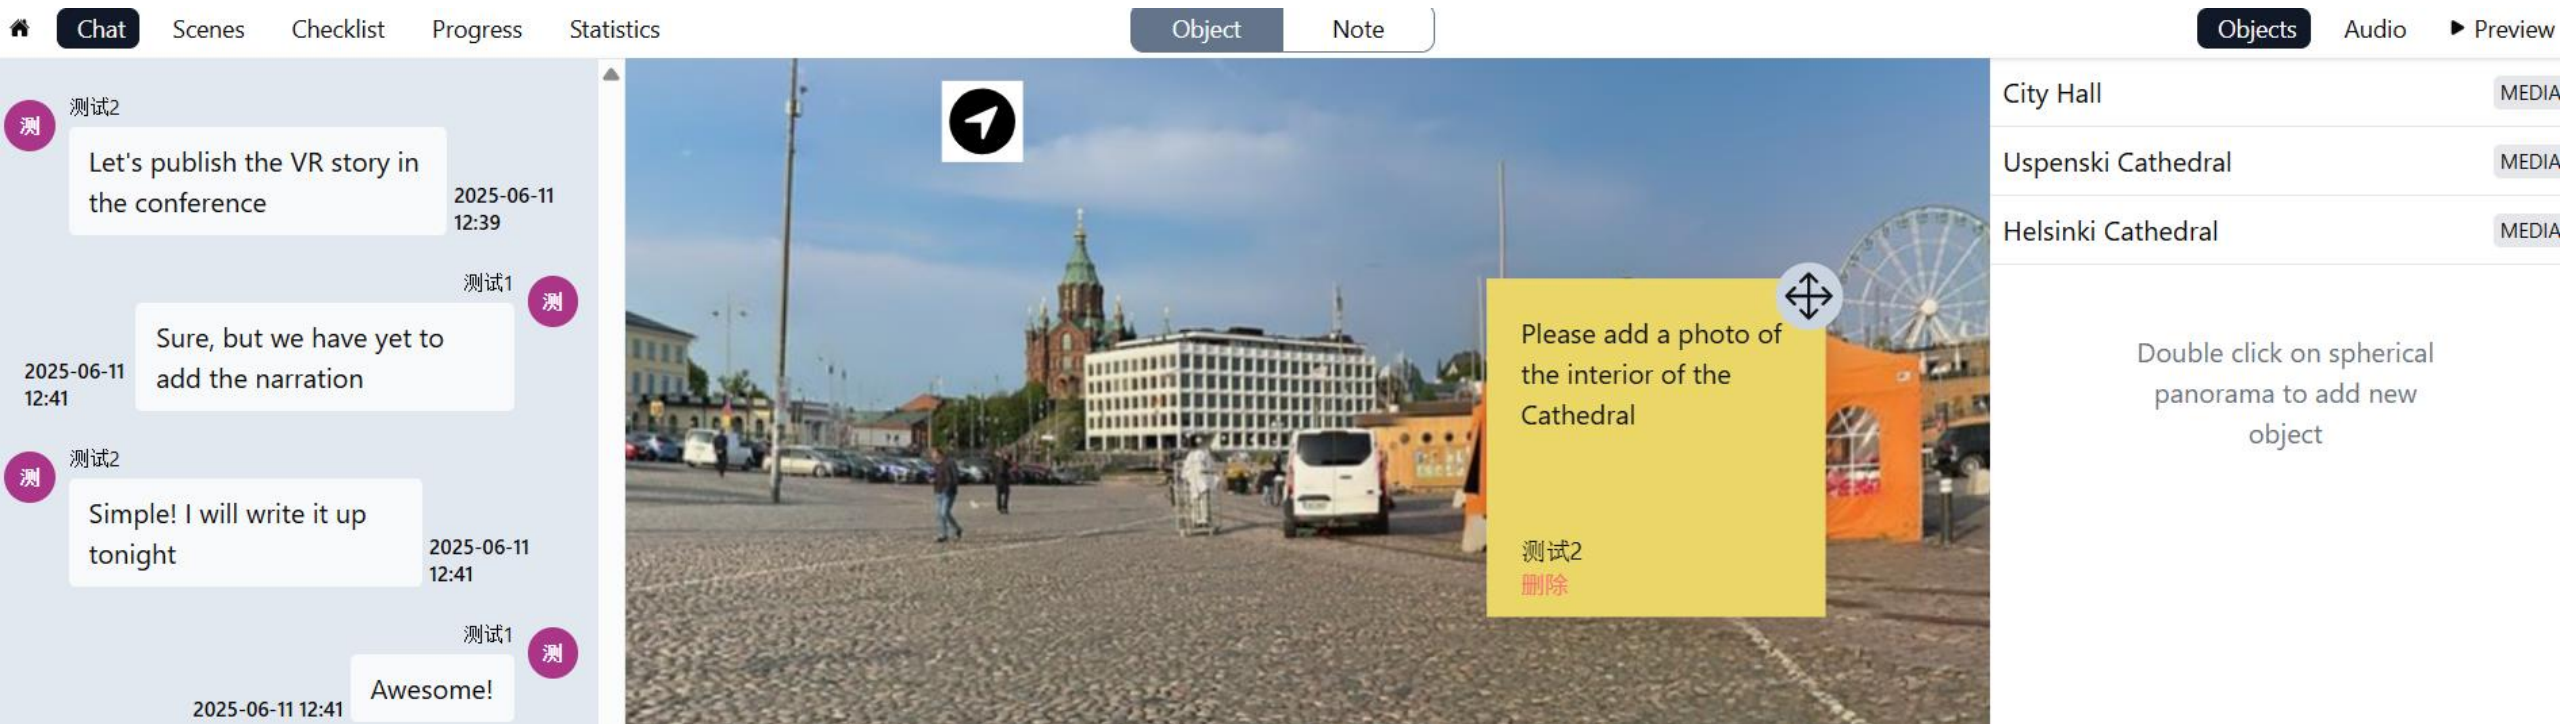 Chat Scenes Checklist Progress Statistics Object Note Objects Audio Preview
测试2
测
Let's publish the VR story in
the conference
2025-06-11
12:39
测试1
测
Sure, but we have yet to
add the narration
2025-06-11
12:41
测试2
测
Simple! I will write it up
tonight
2025-06-11
12:41
测试1
测
Awesome!
2025-06-11 12:41
Please add a photo of
the interior of the
Cathedral
测试2
删除
City Hall MEDIA
Uspenski Cathedral MEDIA
Helsinki Cathedral MEDIA
Double click on spherical
panorama to add new
object